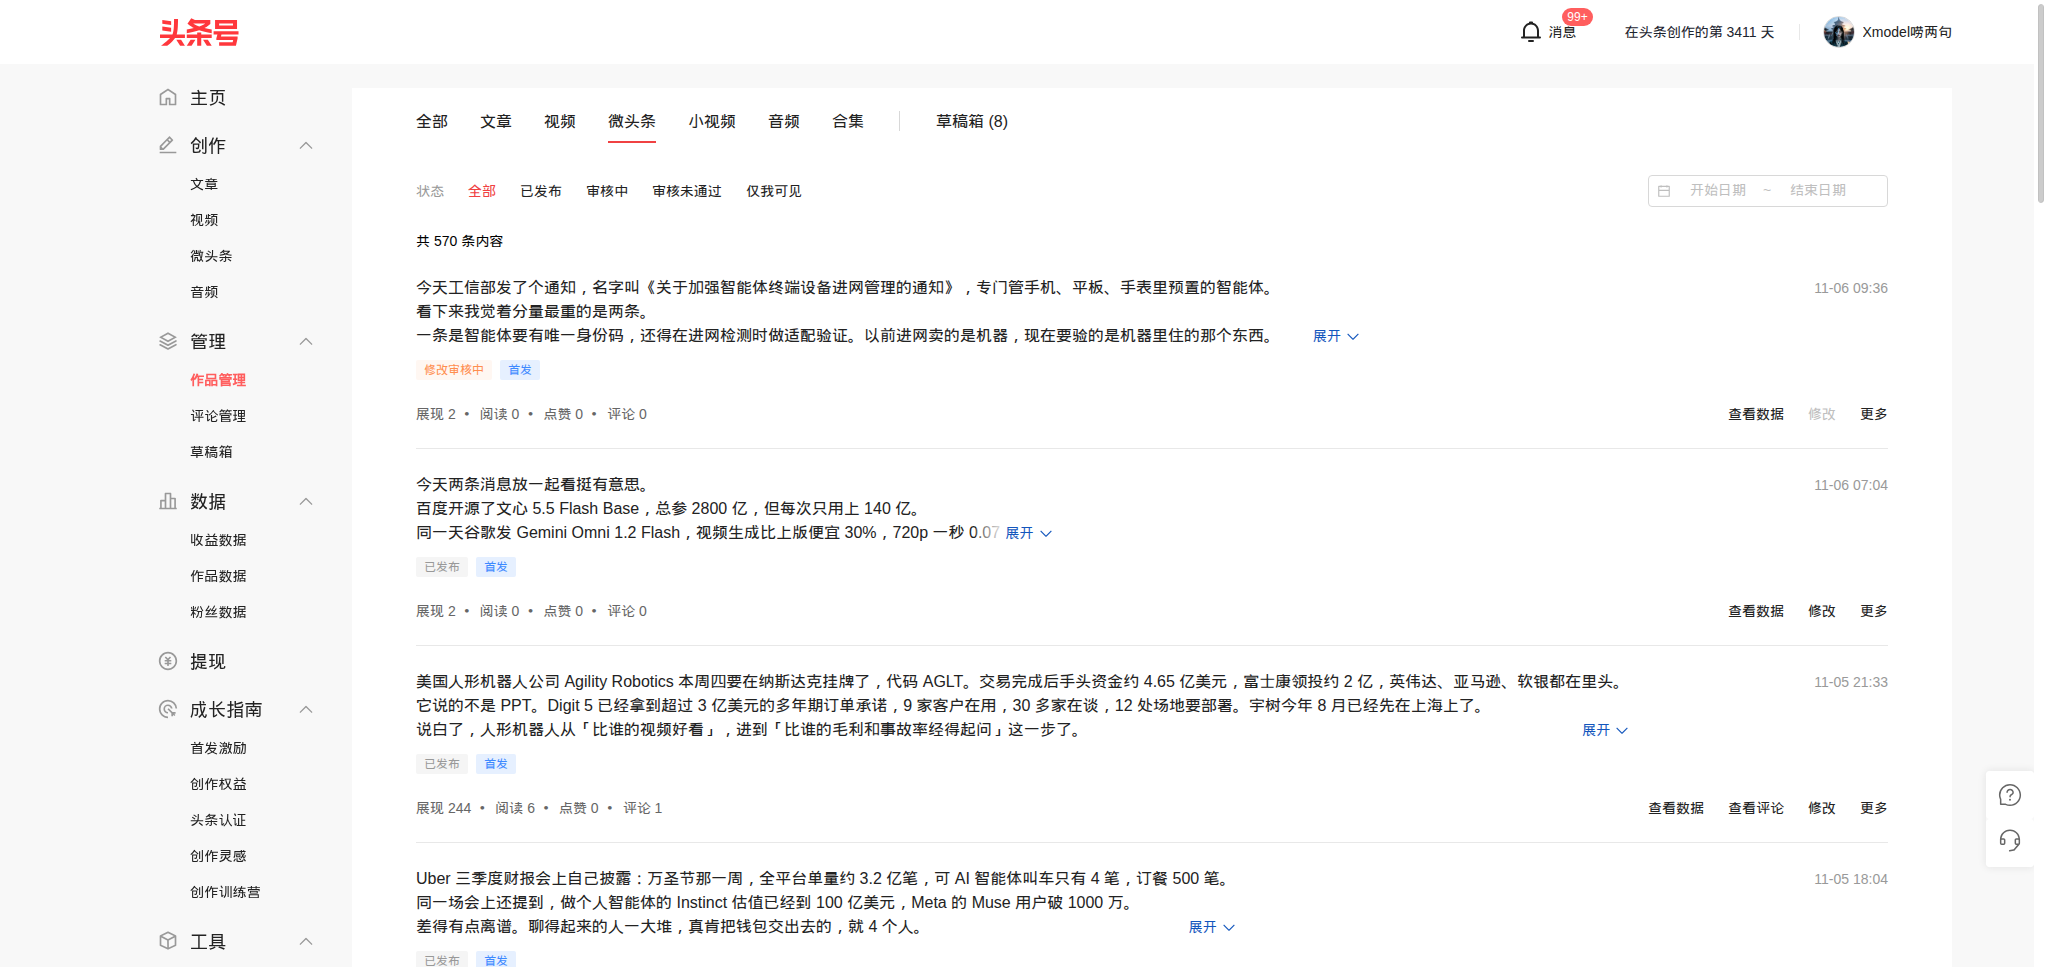 头条号
消息
99+
在头条创作的第 3411 天
Xmodel唠两句
主页
创作
文章
视频
微头条
音频
管理
作品管理
评论管理
草稿箱
数据
收益数据
作品数据
粉丝数据
提现
成长指南
首发激励
创作权益
头条认证
创作灵感
创作训练营
工具
全部 文章 视频 微头条 小视频 音频 合集 草稿箱 (8)
状态 全部 已发布 审核中 审核未通过 仅我可见
开始日期 ~ 结束日期
共 570 条内容
今天工信部发了个通知，名字叫《关于加强智能体终端设备进网管理的通知》，专门管手机、平板、手表里预置的智能体。
11-06 09:36
看下来我觉着分量最重的是两条。
一条是智能体要有唯一身份码，还得在进网检测时做适配验证。以前进网卖的是机器，现在要验的是机器里住的那个东西。 展开
修改审核中 首发
展现 2 • 阅读 0 • 点赞 0 • 评论 0
查看数据 修改 更多
今天两条消息放一起看挺有意思。
11-06 07:04
百度开源了文心 5.5 Flash Base，总参 2800 亿，但每次只用上 140 亿。
同一天谷歌发 Gemini Omni 1.2 Flash，视频生成比上版便宜 30%，720p 一秒 0.07 展开
已发布 首发
展现 2 • 阅读 0 • 点赞 0 • 评论 0
查看数据 修改 更多
美国人形机器人公司 Agility Robotics 本周四要在纳斯达克挂牌了，代码 AGLT。交易完成后手头资金约 4.65 亿美元，富士康领投约 2 亿，英伟达、亚马逊、软银都在里头。
11-05 21:33
它说的不是 PPT。Digit 5 已经拿到超过 3 亿美元的多年期订单承诺，9 家客户在用，30 多家在谈，12 处场地要部署。宇树今年 8 月已经先在上海上了。
说白了，人形机器人从「比谁的视频好看」，进到「比谁的毛利和事故率经得起问」这一步了。 展开
已发布 首发
展现 244 • 阅读 6 • 点赞 0 • 评论 1
查看数据 查看评论 修改 更多
Uber 三季度财报会上自己披露：万圣节那一周，全平台单量约 3.2 亿笔，可 AI 智能体叫车只有 4 笔，订餐 500 笔。
11-05 18:04
同一场会上还提到，做个人智能体的 Instinct 估值已经到 100 亿美元，Meta 的 Muse 用户破 1000 万。
差得有点离谱。聊得起来的人一大堆，真肯把钱包交出去的，就 4 个人。 展开
已发布 首发